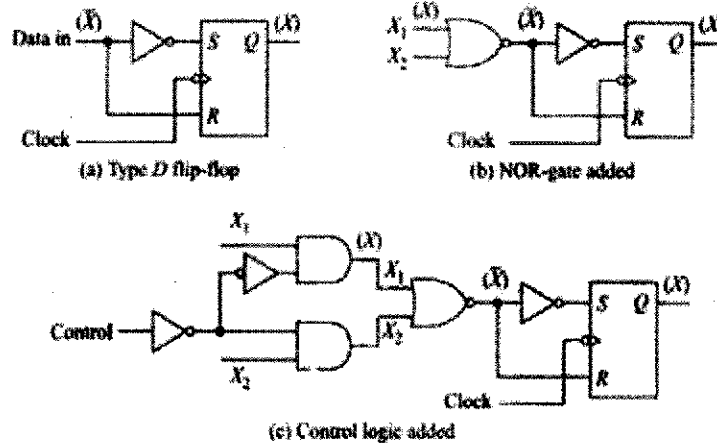 Data in (X̄) S Q (X)
R
Clock
(a) Type D flip-flop
X₁ (X) (X̄) S Q (X
X₂
R
Clock
(b) NOR-gate added
X₁ (X) X₁ (X̄) S Q (X)
Control
X₂ X₂ R
Clock
(c) Control logic added